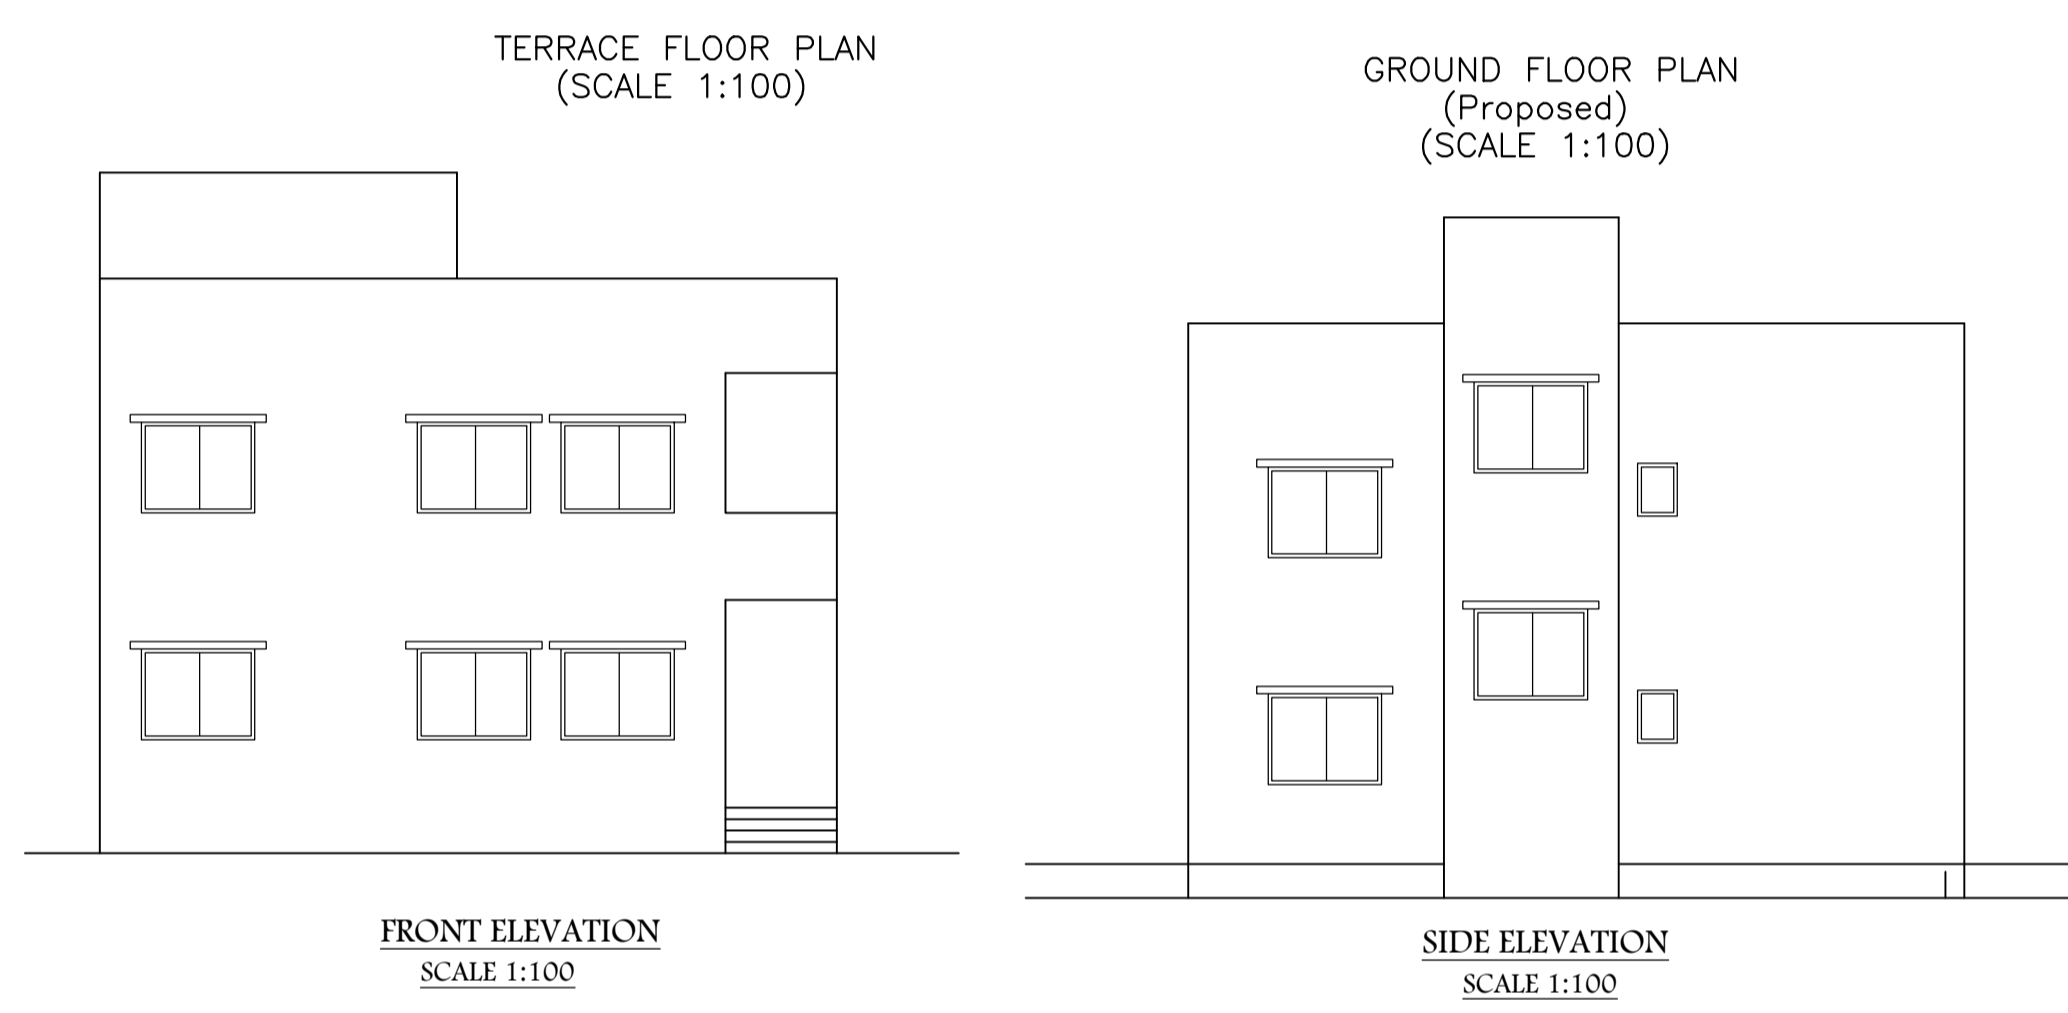 TERRACE FLOOR PLAN
(SCALE 1:100)
GROUND FLOOR PLAN
(Proposed)
(SCALE 1:100)
FRONT ELEVATION
SCALE 1:100
SIDE ELEVATION
SCALE 1:100